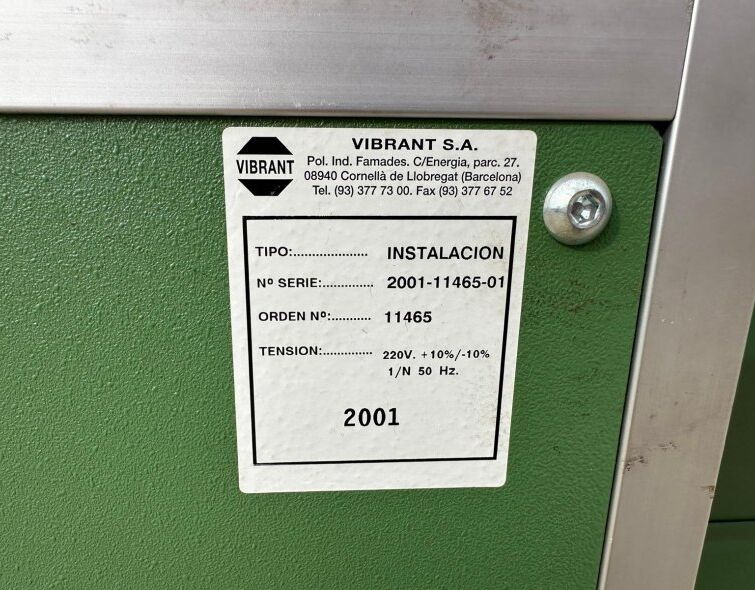 VIBRANT
VIBRANT S.A.
Pol. Ind. Famades. C/Energia, parc. 27.
08940 Cornellà de Llobregat (Barcelona)
Tel. (93) 377 73 00. Fax (93) 377 67 52
TIPO:..................... INSTALACION
Nº SERIE:.............. 2001-11465-01
ORDEN Nº:........... 11465
TENSION:.............. 220V. +10%/-10%
1/N 50 Hz.
2001